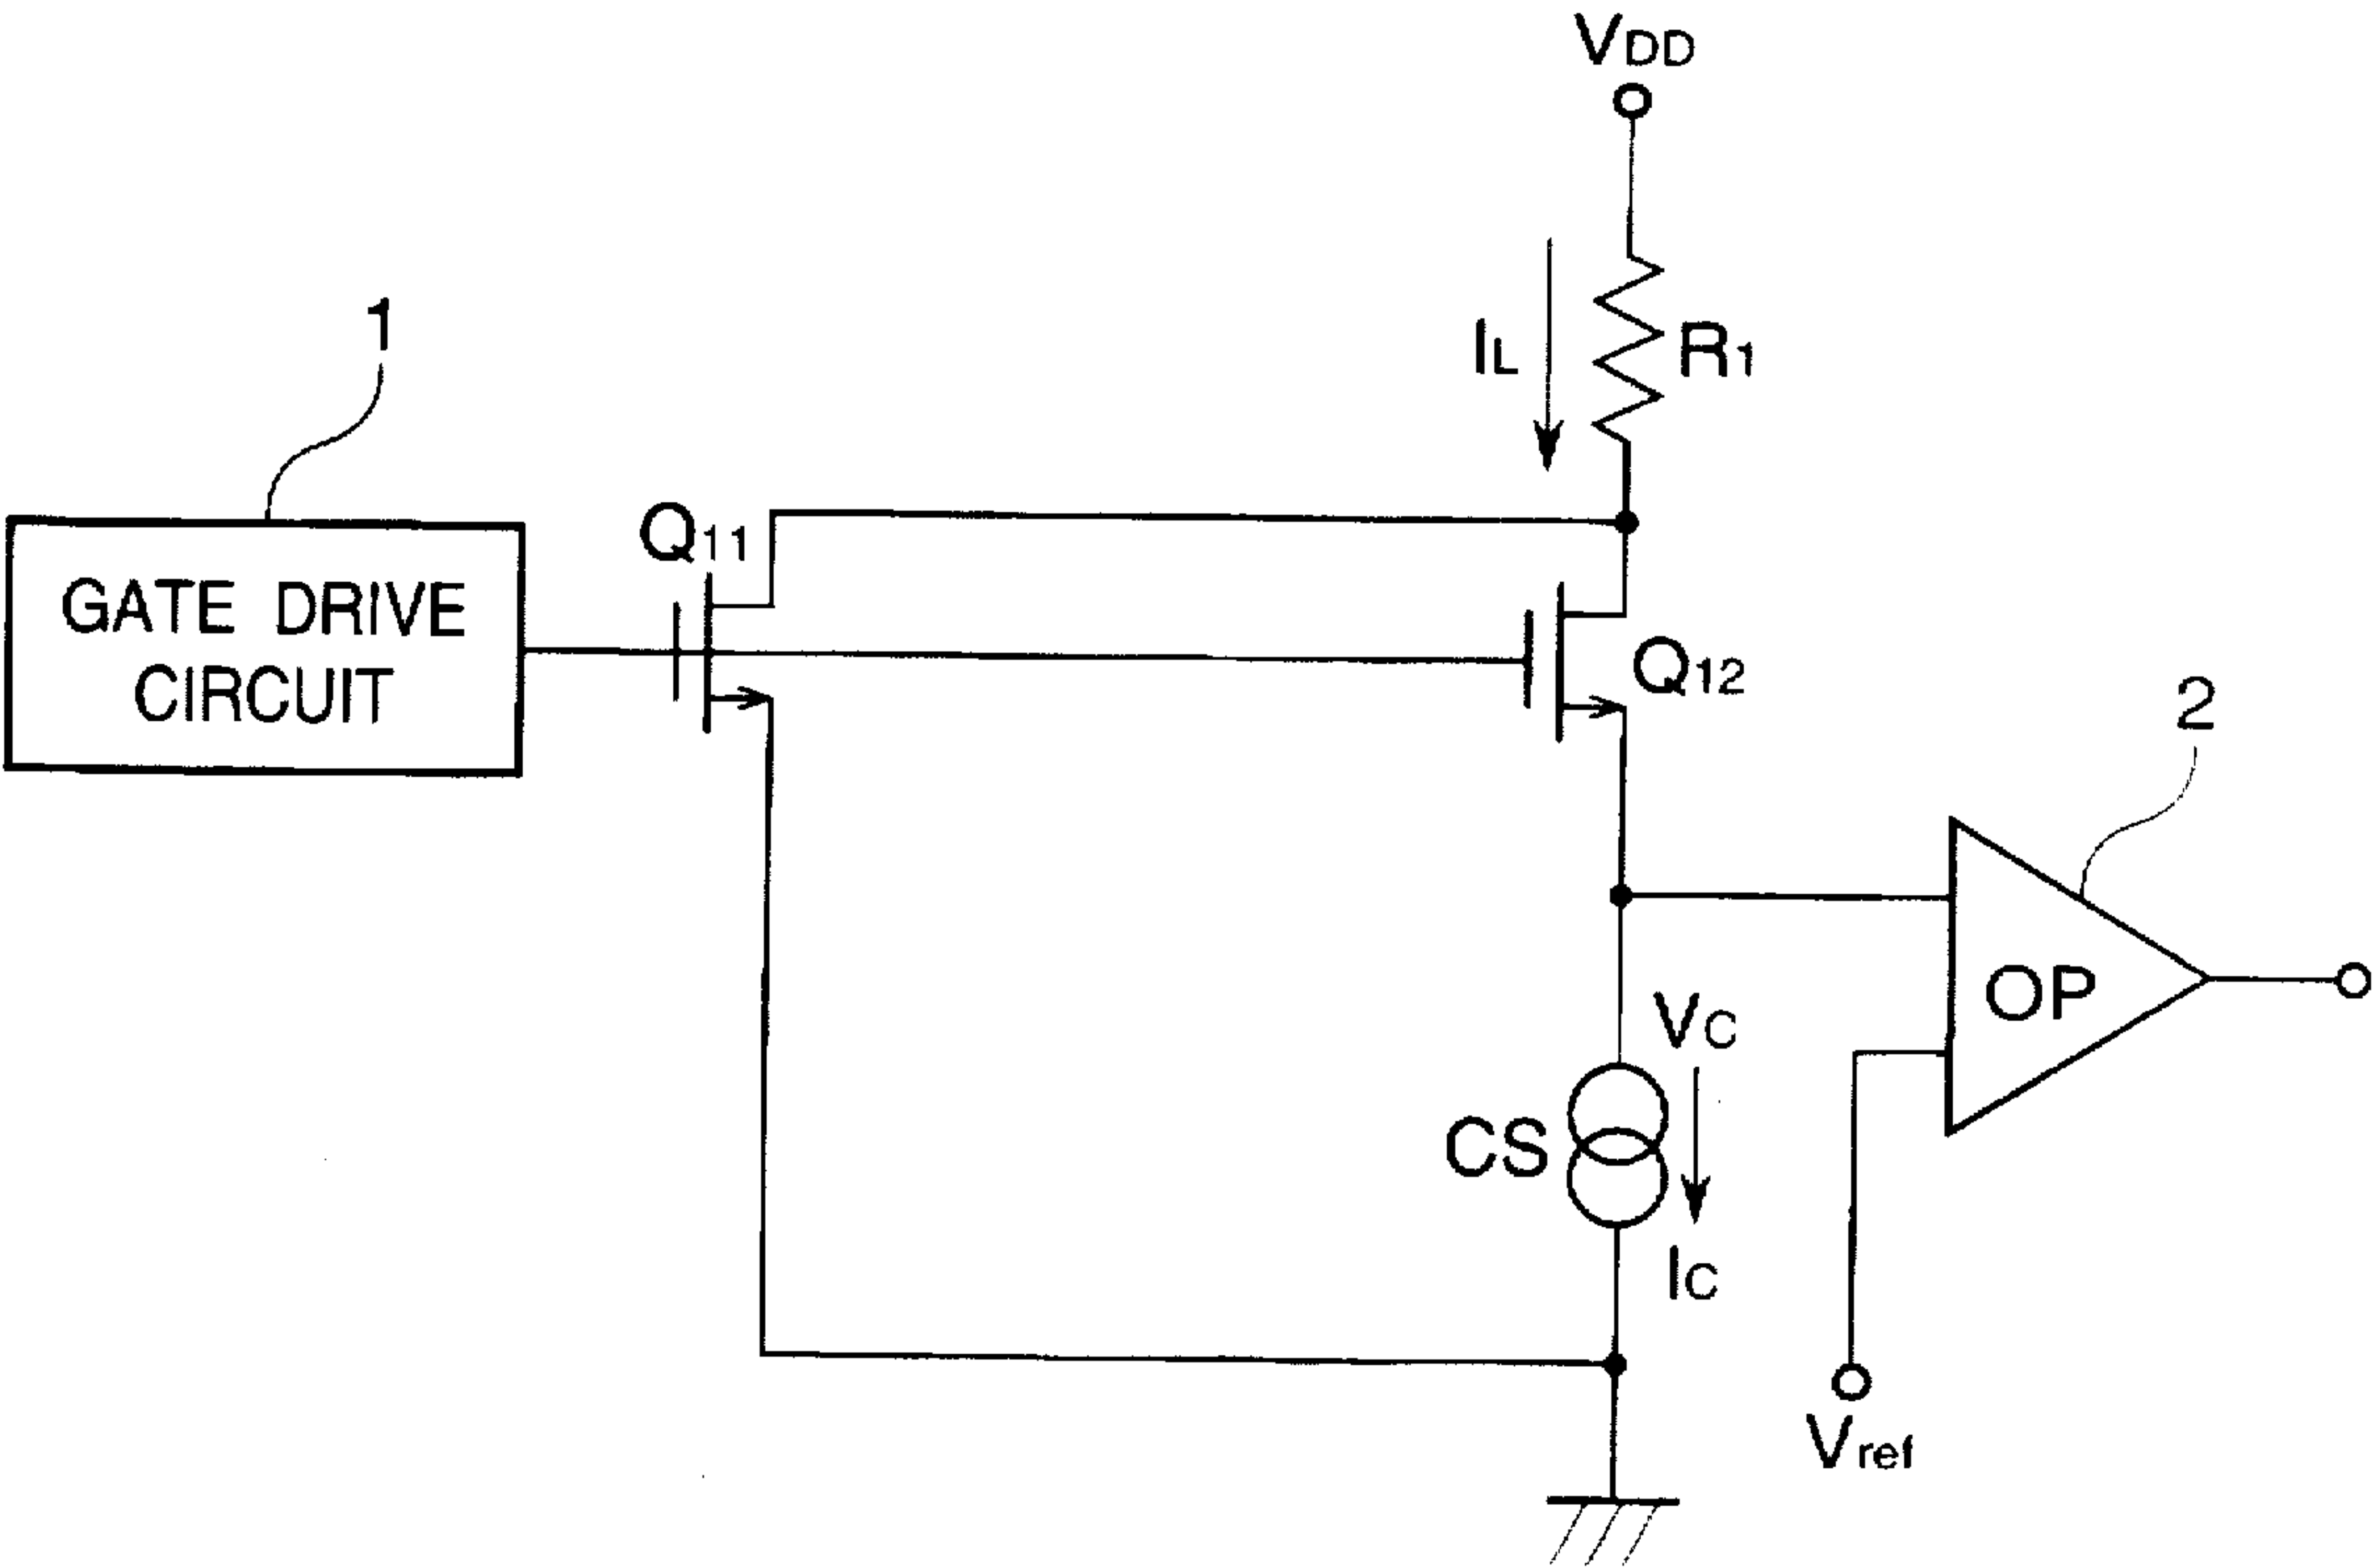 VDD
1
IL
R1
Q11
GATE DRIVE
CIRCUIT
Q12
2
OP
VC
CS
IC
Vref